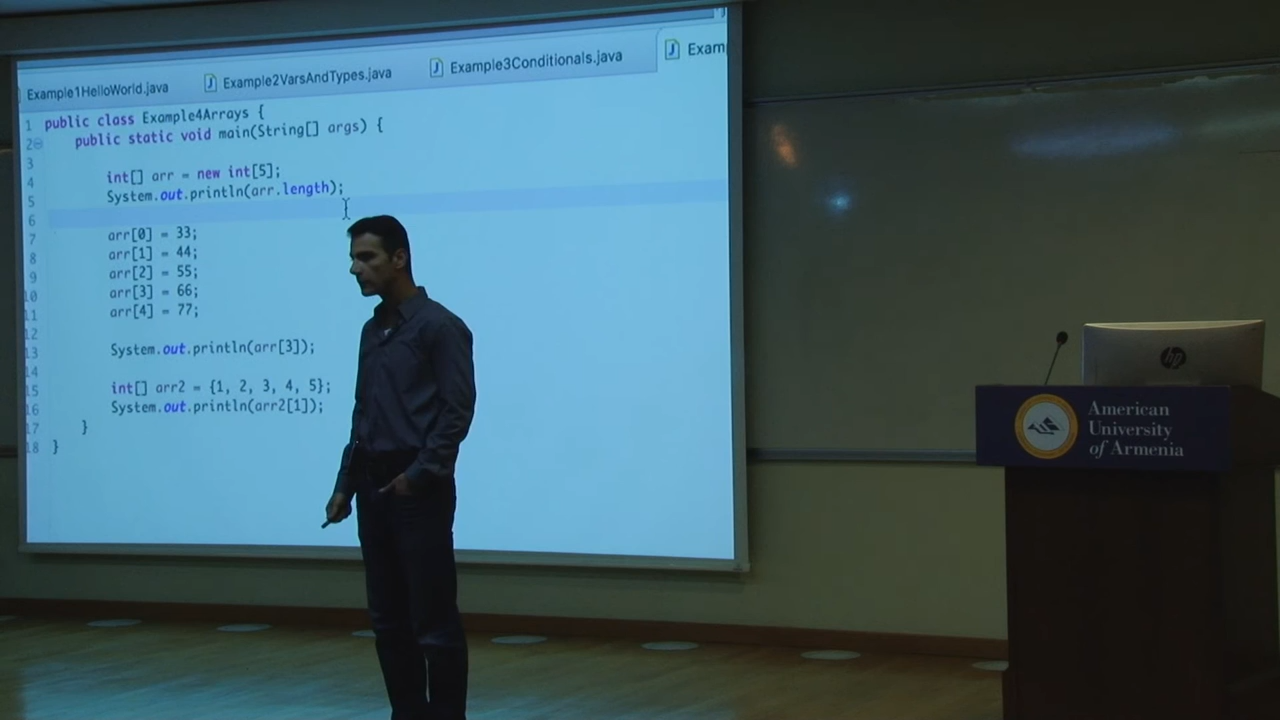 Example1HelloWorld.java
Example2VarsAndTypes.java
Example3Conditionals.java
Exam
1 public class Example4Arrays {
2 public static void main(String[] args) {
3
4 int[] arr = new int[5];
5 System.out.println(arr.length);
6
7 arr[0] = 33;
8 arr[1] = 44;
9 arr[2] = 55;
10 arr[3] = 66;
11 arr[4] = 77;
12
13 System.out.println(arr[3]);
14
15 int[] arr2 = {1, 2, 3, 4, 5};
16 System.out.println(arr2[1]);
17 }
18 }
hp
American
University
of Armenia